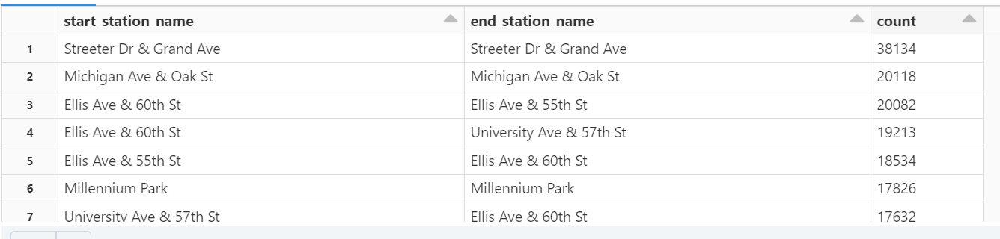 start_station_name end_station_name count
1 Streeter Dr & Grand Ave Streeter Dr & Grand Ave 38134
2 Michigan Ave & Oak St Michigan Ave & Oak St 20118
3 Ellis Ave & 60th St Ellis Ave & 55th St 20082
4 Ellis Ave & 60th St University Ave & 57th St 19213
5 Ellis Ave & 55th St Ellis Ave & 60th St 18534
6 Millennium Park Millennium Park 17826
7 University Ave & 57th St Ellis Ave & 60th St 17632